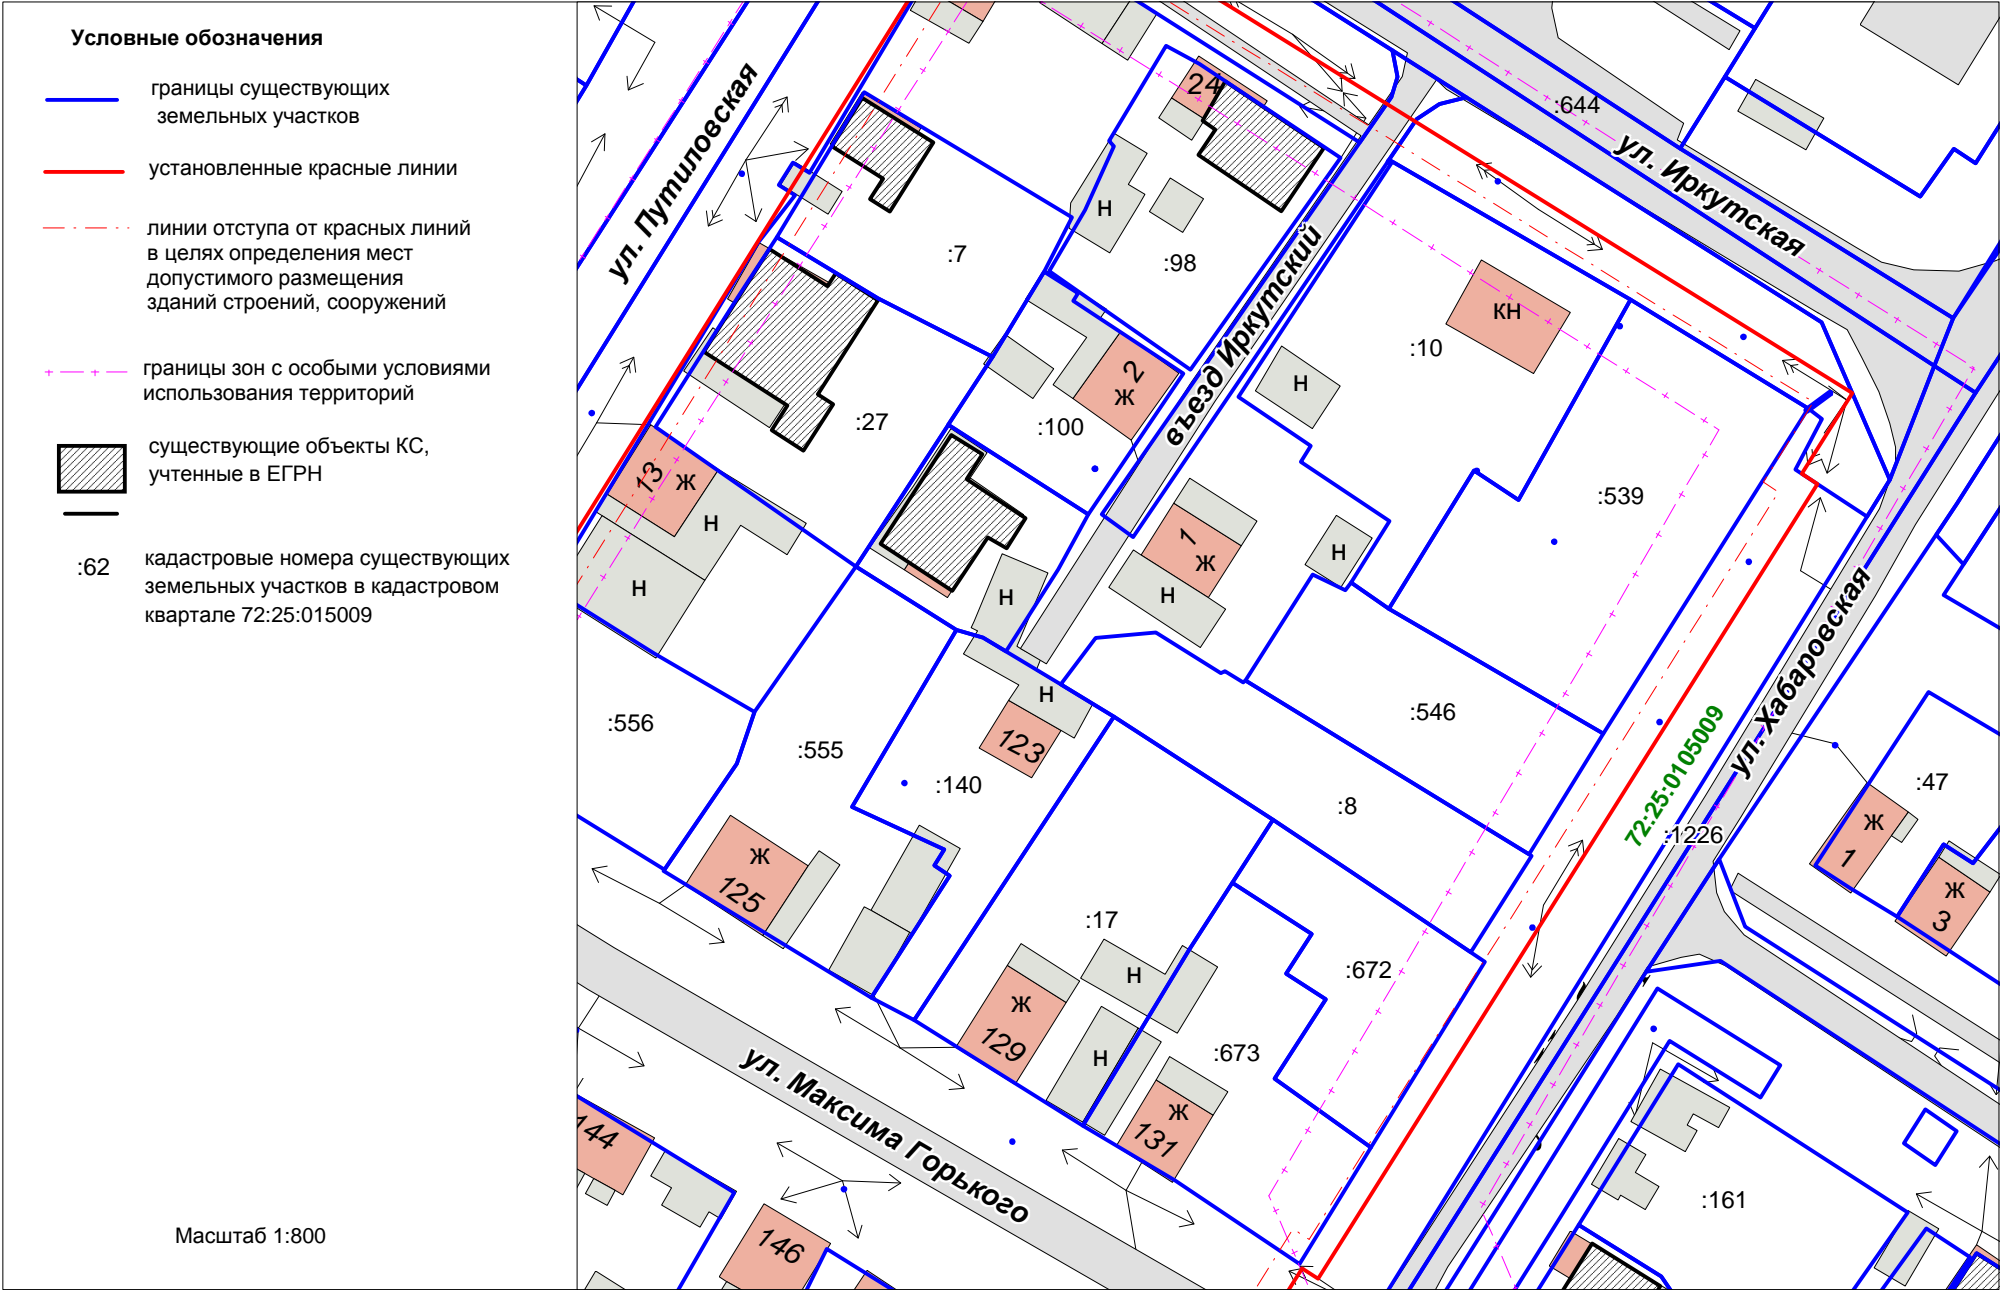 Условные обозначения
границы существующих
земельных участков
установленные красные линии
линии отступа от красных линий
в целях определения мест
допустимого размещения
зданий строений, сооружений
границы зон с особыми условиями
использования территорий
существующие объекты КС,
учтенные в ЕГРН
:62
кадастровые номера существующих
земельных участков в кадастровом
квартале 72:25:015009
Масштаб 1:800
ул. Путиловская
24
:644
ул. Иркутская
н
:7
:98
въезд Иркутский
кн
:10
2
ж
н
:27
:100
13
ж
н
:539
1
ж
н
н
н
н
ул. Хабаровская
н
:556
:555
123
:546
72:25:0105009
:140
:8
:47
:1226
ж
1
ж
125
ж
3
:17
:672
н
ж
129
н
:673
ул. Максима Горького
ж
131
144
:161
146